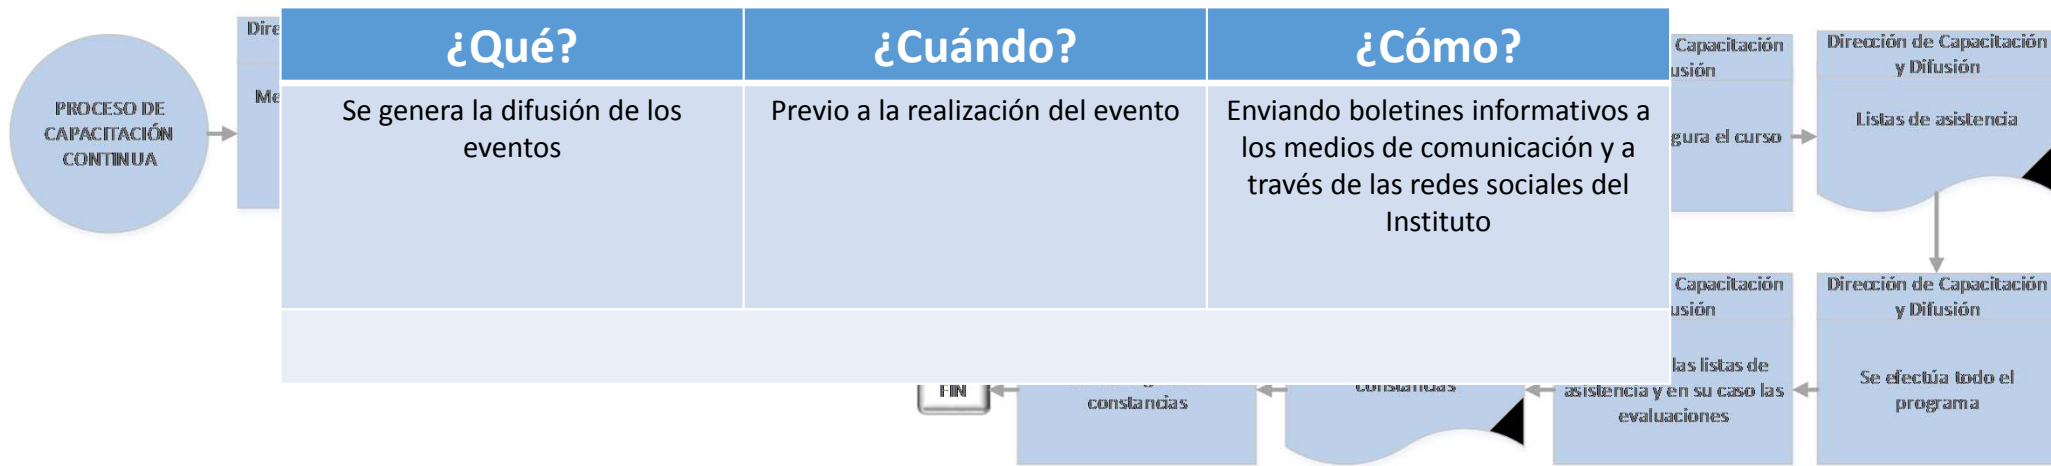 PROCESO DE
CAPACITACIÓN
CONTINUA
¿Qué?
¿Cuándo?
¿Cómo?
Se genera la difusión de los
eventos
Previo a la realización del evento
Enviando boletines informativos a
los medios de comunicación y a
través de las redes sociales del
Instituto
Capacitación
el curso
Dirección de Capacitación
y Difusión
Listas de asistencia
Capacitación
las listas de
asistencia y en su caso las
evaluaciones
Dirección de Capacitación
y Difusión
Se efectúa todo el
programa
constancias
constancias
FIN